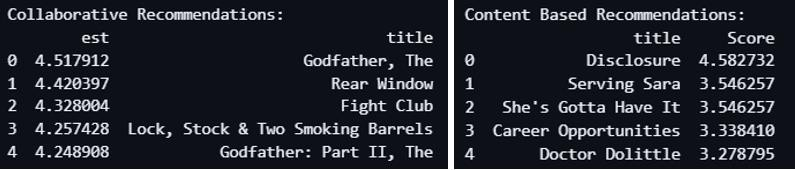 Collaborative Recommendations:
est title
0 4.517912 Godfather, The
1 4.420397 Rear Window
2 4.328004 Fight Club
3 4.257428 Lock, Stock & Two Smoking Barrels
4 4.248908 Godfather: Part II, The
Content Based Recommendations:
title Score
0 Disclosure 4.582732
1 Serving Sara 3.546257
2 She's Gotta Have It 3.546257
3 Career Opportunities 3.338410
4 Doctor Dolittle 3.278795